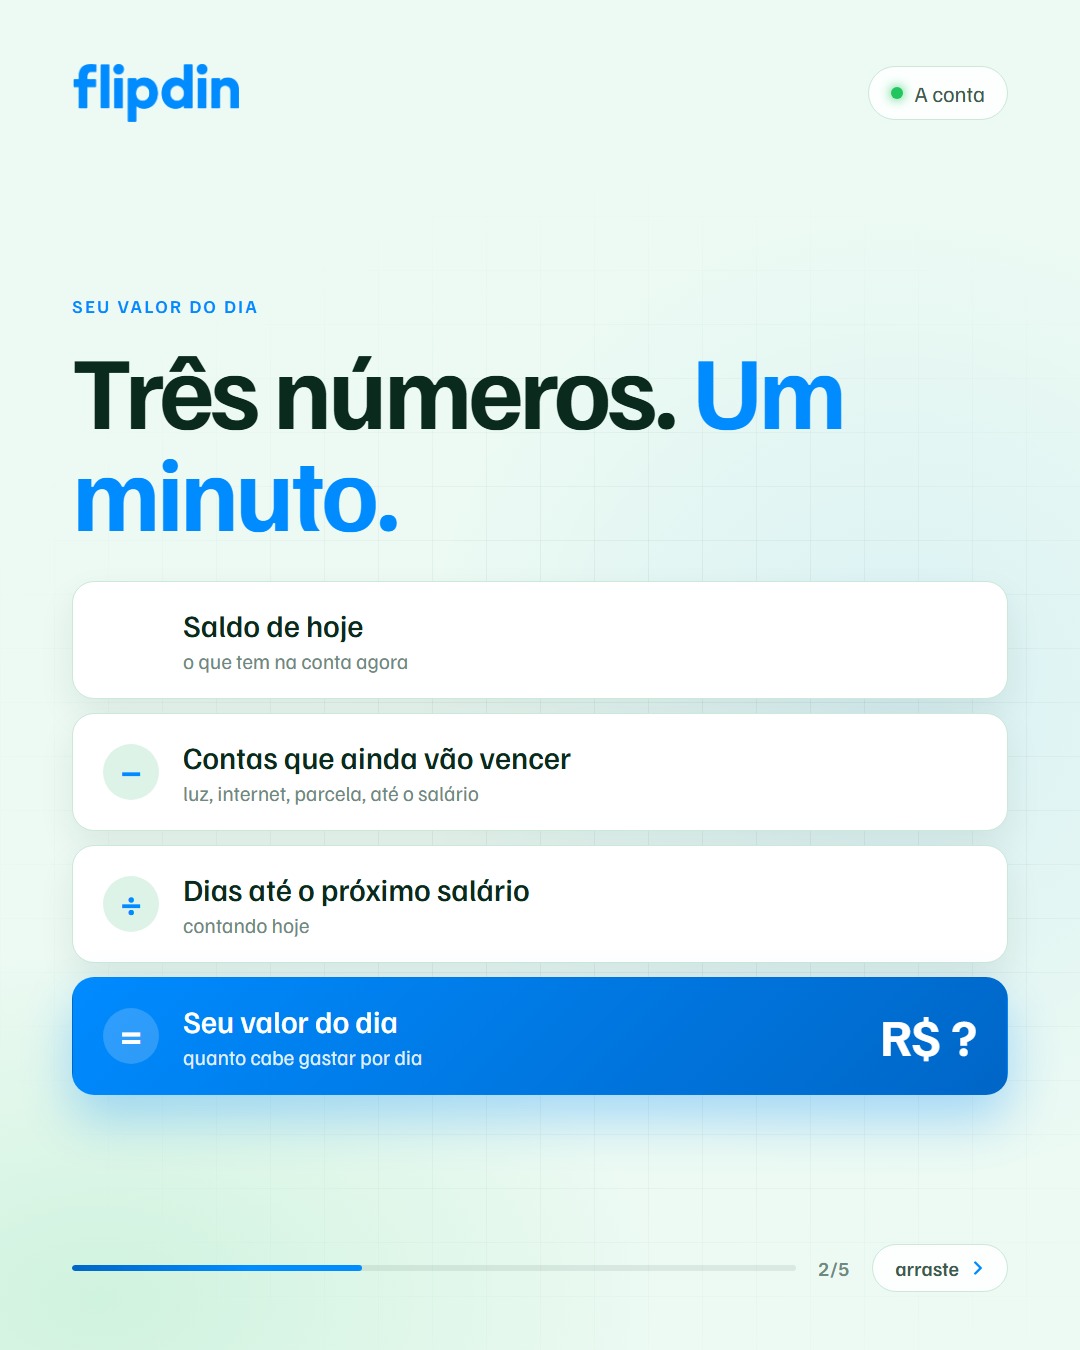 flipdin
A conta
SEU VALOR DO DIA
Três números. Um
minuto.
Saldo de hoje
o que tem na conta agora
− Contas que ainda vão vencer
luz, internet, parcela, até o salário
÷ Dias até o próximo salário
contando hoje
= Seu valor do dia
quanto cabe gastar por dia
R$ ?
2/5
arraste